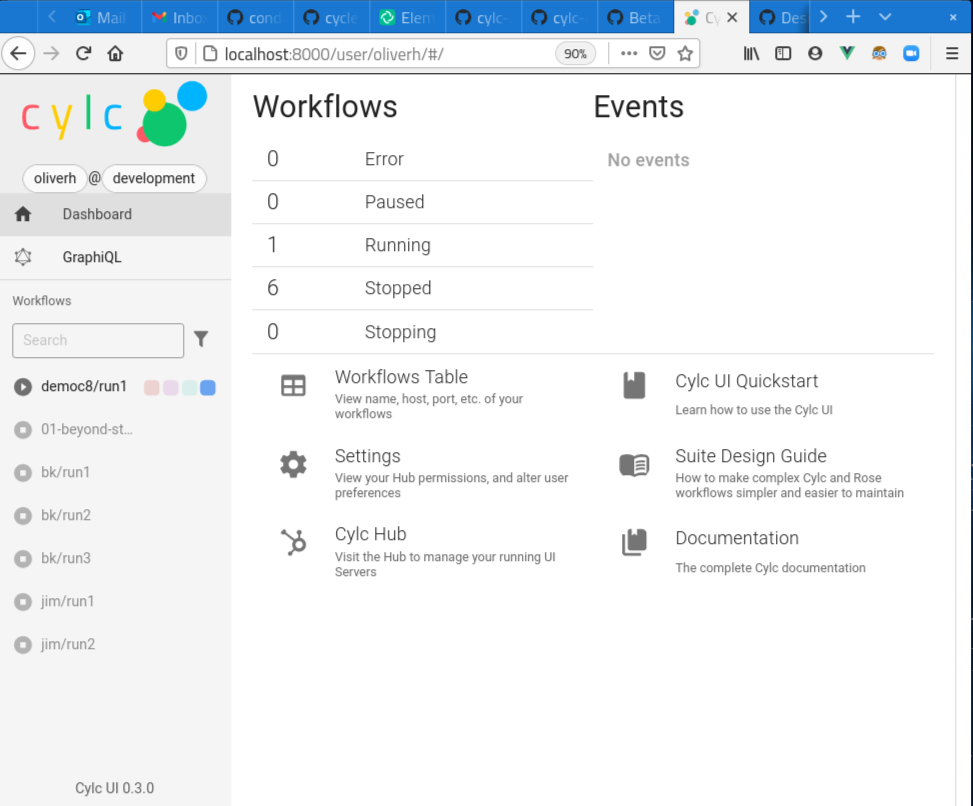 Mail
Inbo
cond
cycle
Elem
cylc-
cylc-
Beta
Cy
Des
localhost:8000/user/oliverh/#/
90%
cylc
oliverh @ development
Dashboard
GraphiQL
Workflows
Search
democ8/run1
01-beyond-st...
bk/run1
bk/run2
bk/run3
jim/run1
jim/run2
Cylc UI 0.3.0
Workflows
0 Error
0 Paused
1 Running
6 Stopped
0 Stopping
Events
No events
Workflows Table
View name, host, port, etc. of your
workflows
Settings
View your Hub permissions, and alter user
preferences
Cylc Hub
Visit the Hub to manage your running UI
Servers
Cylc UI Quickstart
Learn how to use the Cylc UI
Suite Design Guide
How to make complex Cylc and Rose
workflows simpler and easier to maintain
Documentation
The complete Cylc documentation